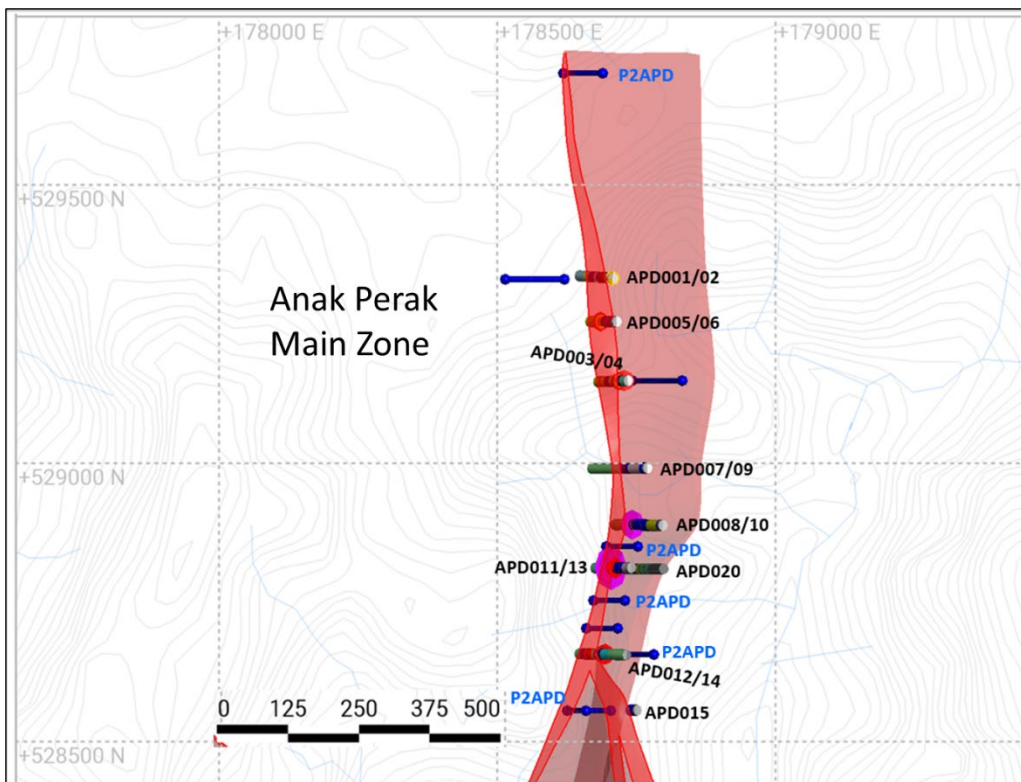 +178000 E
+178500 E
+179000 E
P2APD
+529500 N
APD001/02
Anak Perak
Main Zone
APD005/06
APD003/04
+529000 N
APD007/09
APD008/10
P2APD
APD011/13
APD020
P2APD
P2APD
APD012/14
P2APD
APD015
0 125 250 375 500
+528500 N